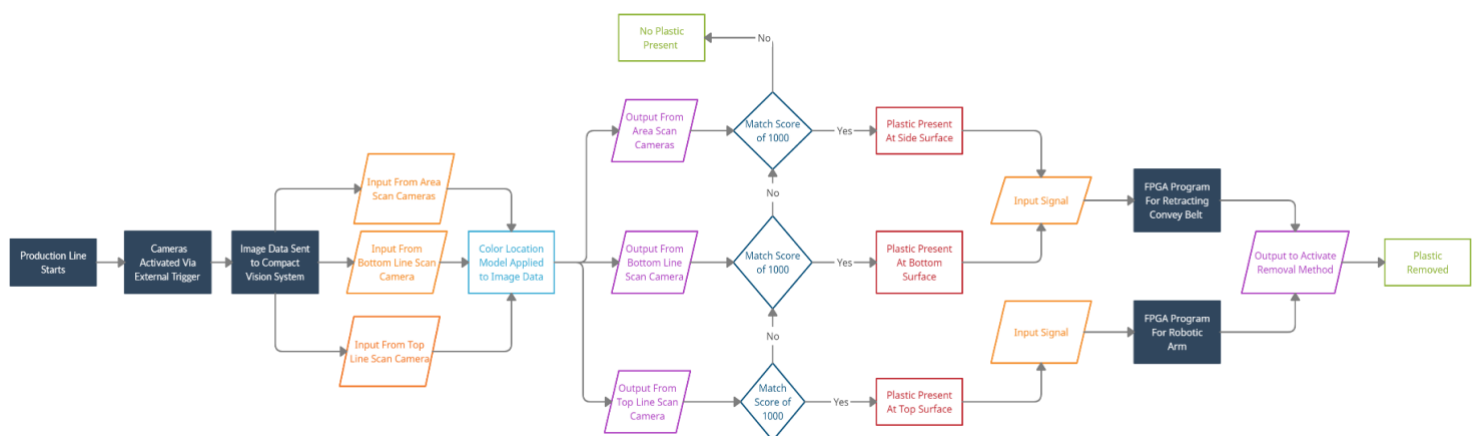 No Plastic
Present
No
Output From
Area Scan
Cameras
Match Score
of 1000
Yes
Plastic Present
At Side Surface
Input From Area
Scan Cameras
No
Input Signal
FPGA Program
For Retracting
Convey Belt
Production Line
Starts
Cameras
Activated Via
External Trigger
Image Data Sent
to Compact
Vision System
Input From
Bottom Line Scan
Camera
Color Location
Model Applied
to Image Data
Output From
Bottom Line Scan
Camera
Match Score
of 1000
Yes
Plastic Present
At Bottom
Surface
Output to Activate
Removal Method
Plastic
Removed
Input From Top
Line Scan Camera
No
Input Signal
FPGA Program
For Robotic
Arm
Output From
Top Line Scan
Camera
Match
Score of
1000
Yes
Plastic Present
At Top Surface